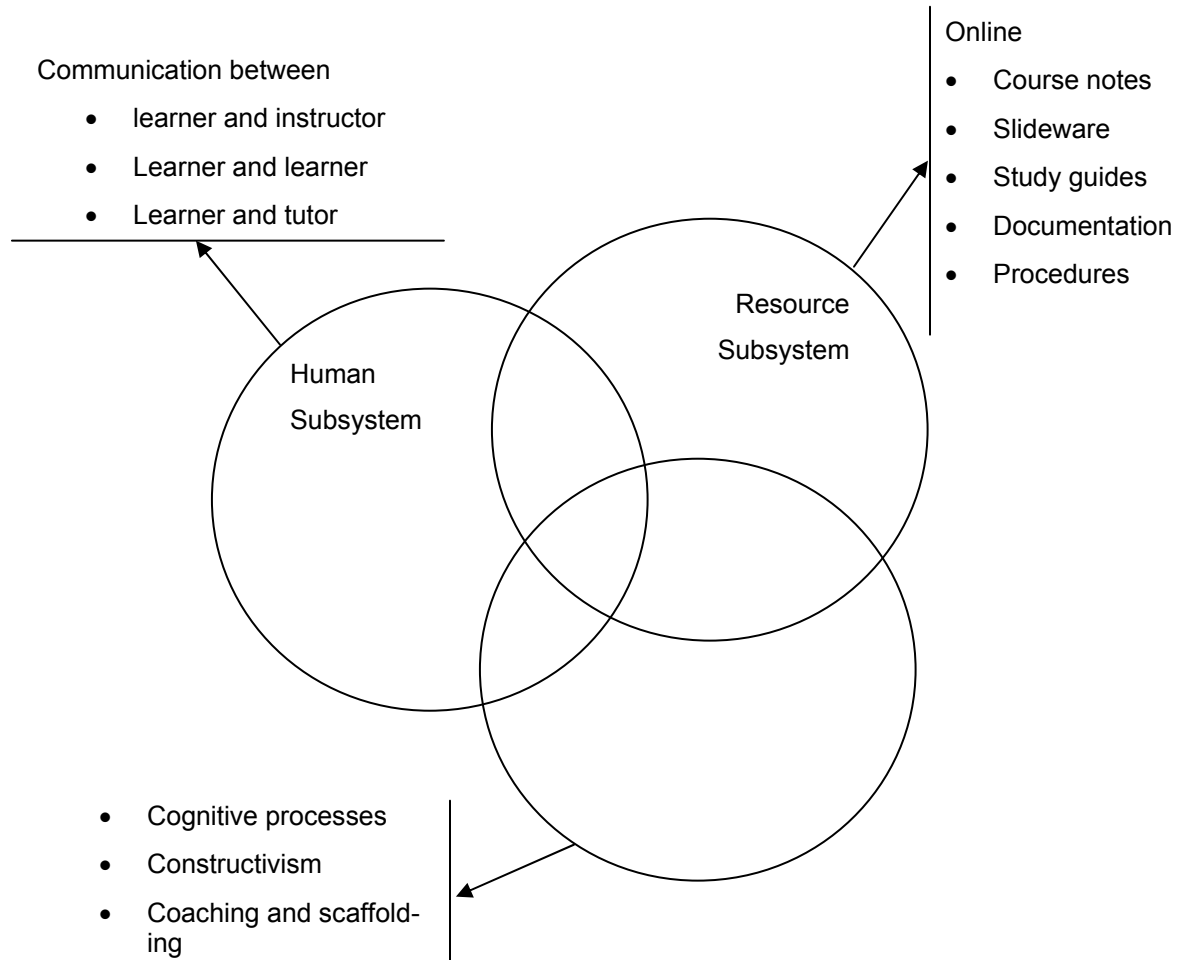 Communication between
• learner and instructor
• Learner and learner
• Learner and tutor
Online
• Course notes
• Slideware
• Study guides
• Documentation
• Procedures
Resource
Subsystem
Human
Subsystem
• Cognitive processes
• Constructivism
• Coaching and scaffold-
ing